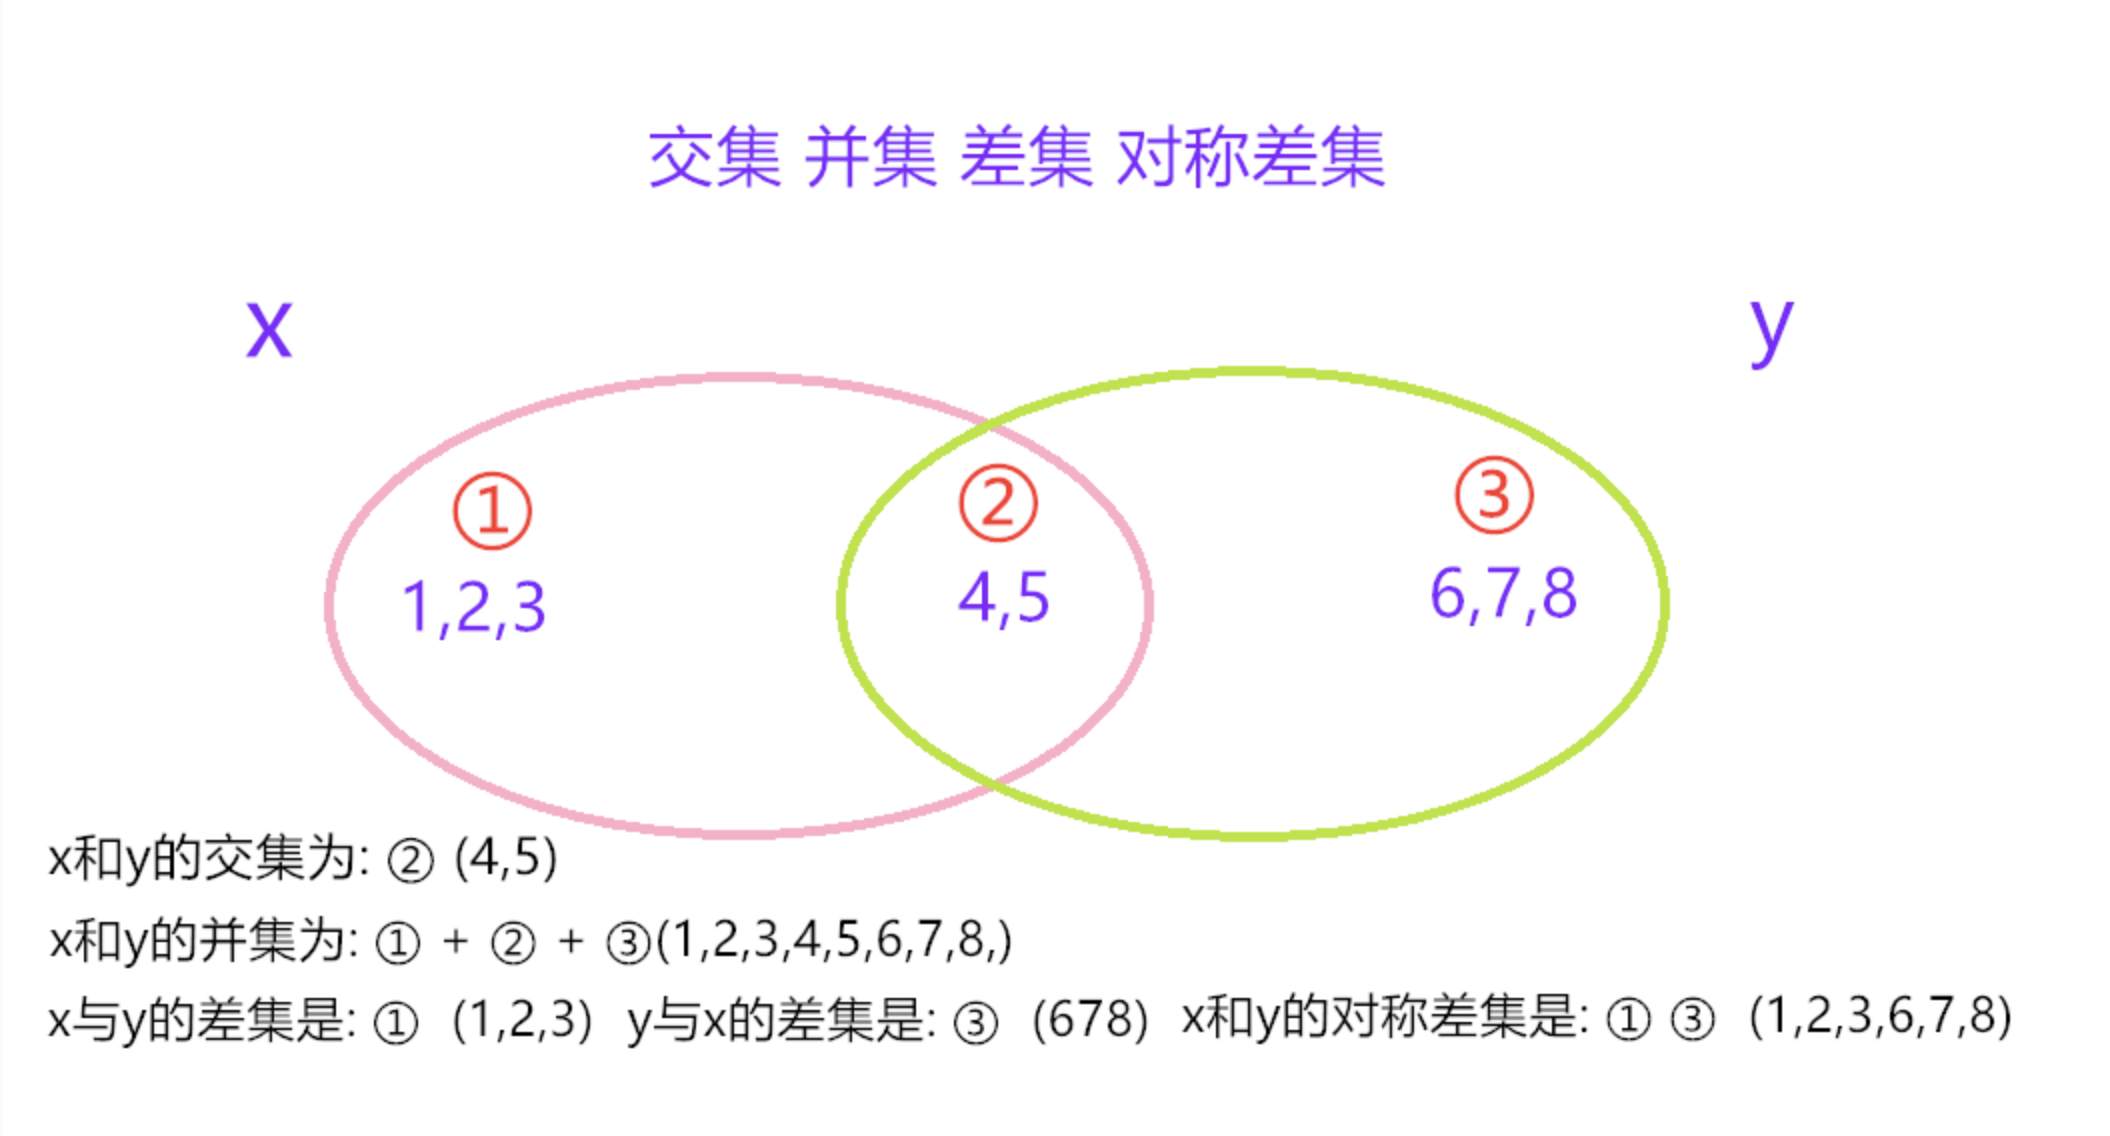 交集 并集 差集 对称差集
x
y
① ② ③
1,2,3 4,5 6,7,8
x和y的交集为: ② (4,5)
x和y的并集为: ① + ② + ③(1,2,3,4,5,6,7,8,)
x与y的差集是: ① (1,2,3) y与x的差集是: ③ (678) x和y的对称差集是: ① ③ (1,2,3,6,7,8)